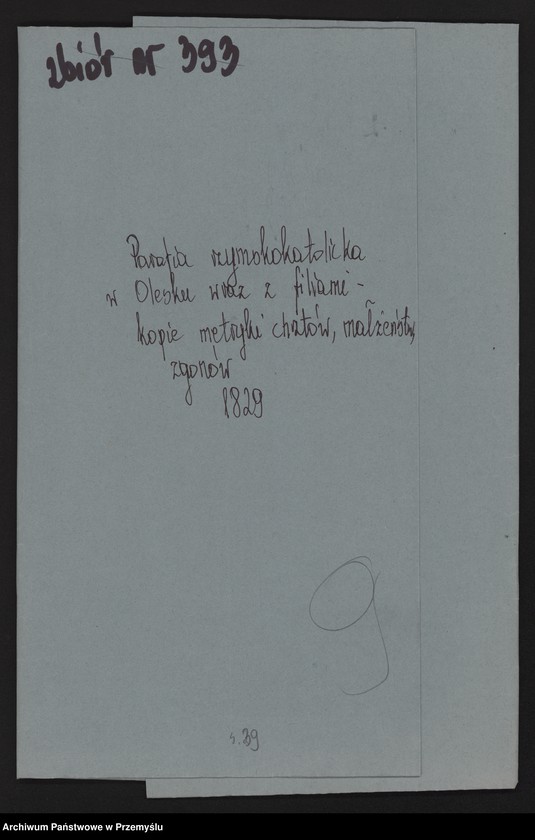 zbiór nr 393
Parafia rzymskokatolicka
w Olesku wraz z filiami -
kopie metryki chrztów, małżeństw,
zgonów
1829
9
s. 39
Archiwum Państwowe w Przemyślu